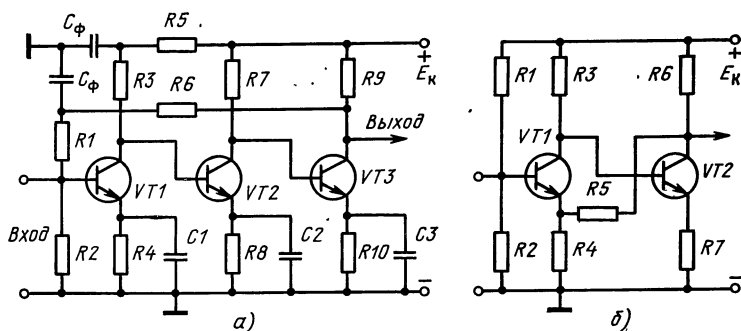 Cф R5
Cф R3 R7 R9 + Eк
R6
R1 Выход
VT1 VT2 VT3
Вход
R2 R4 C1 R8 C2 R10 C3 −
а)
R1 R3 R6 + Eк
VT1 VT2
R5
R2 R4 R7 −
б)